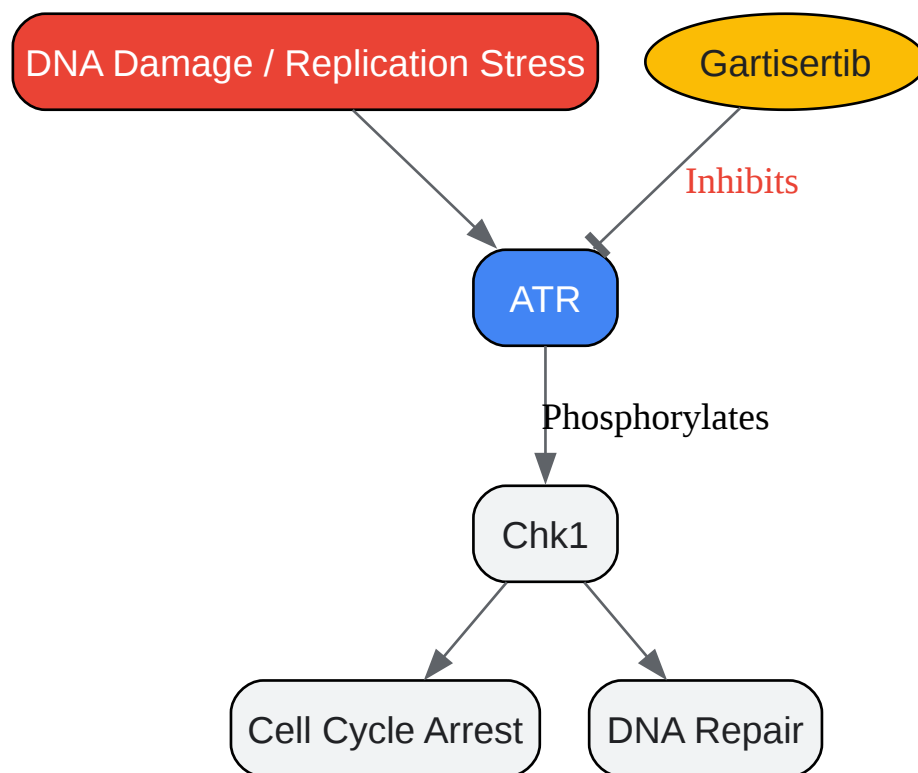 DNA Damage / Replication Stress
Gartisertib
Inhibits
ATR
Phosphorylates
Chk1
Cell Cycle Arrest
DNA Repair